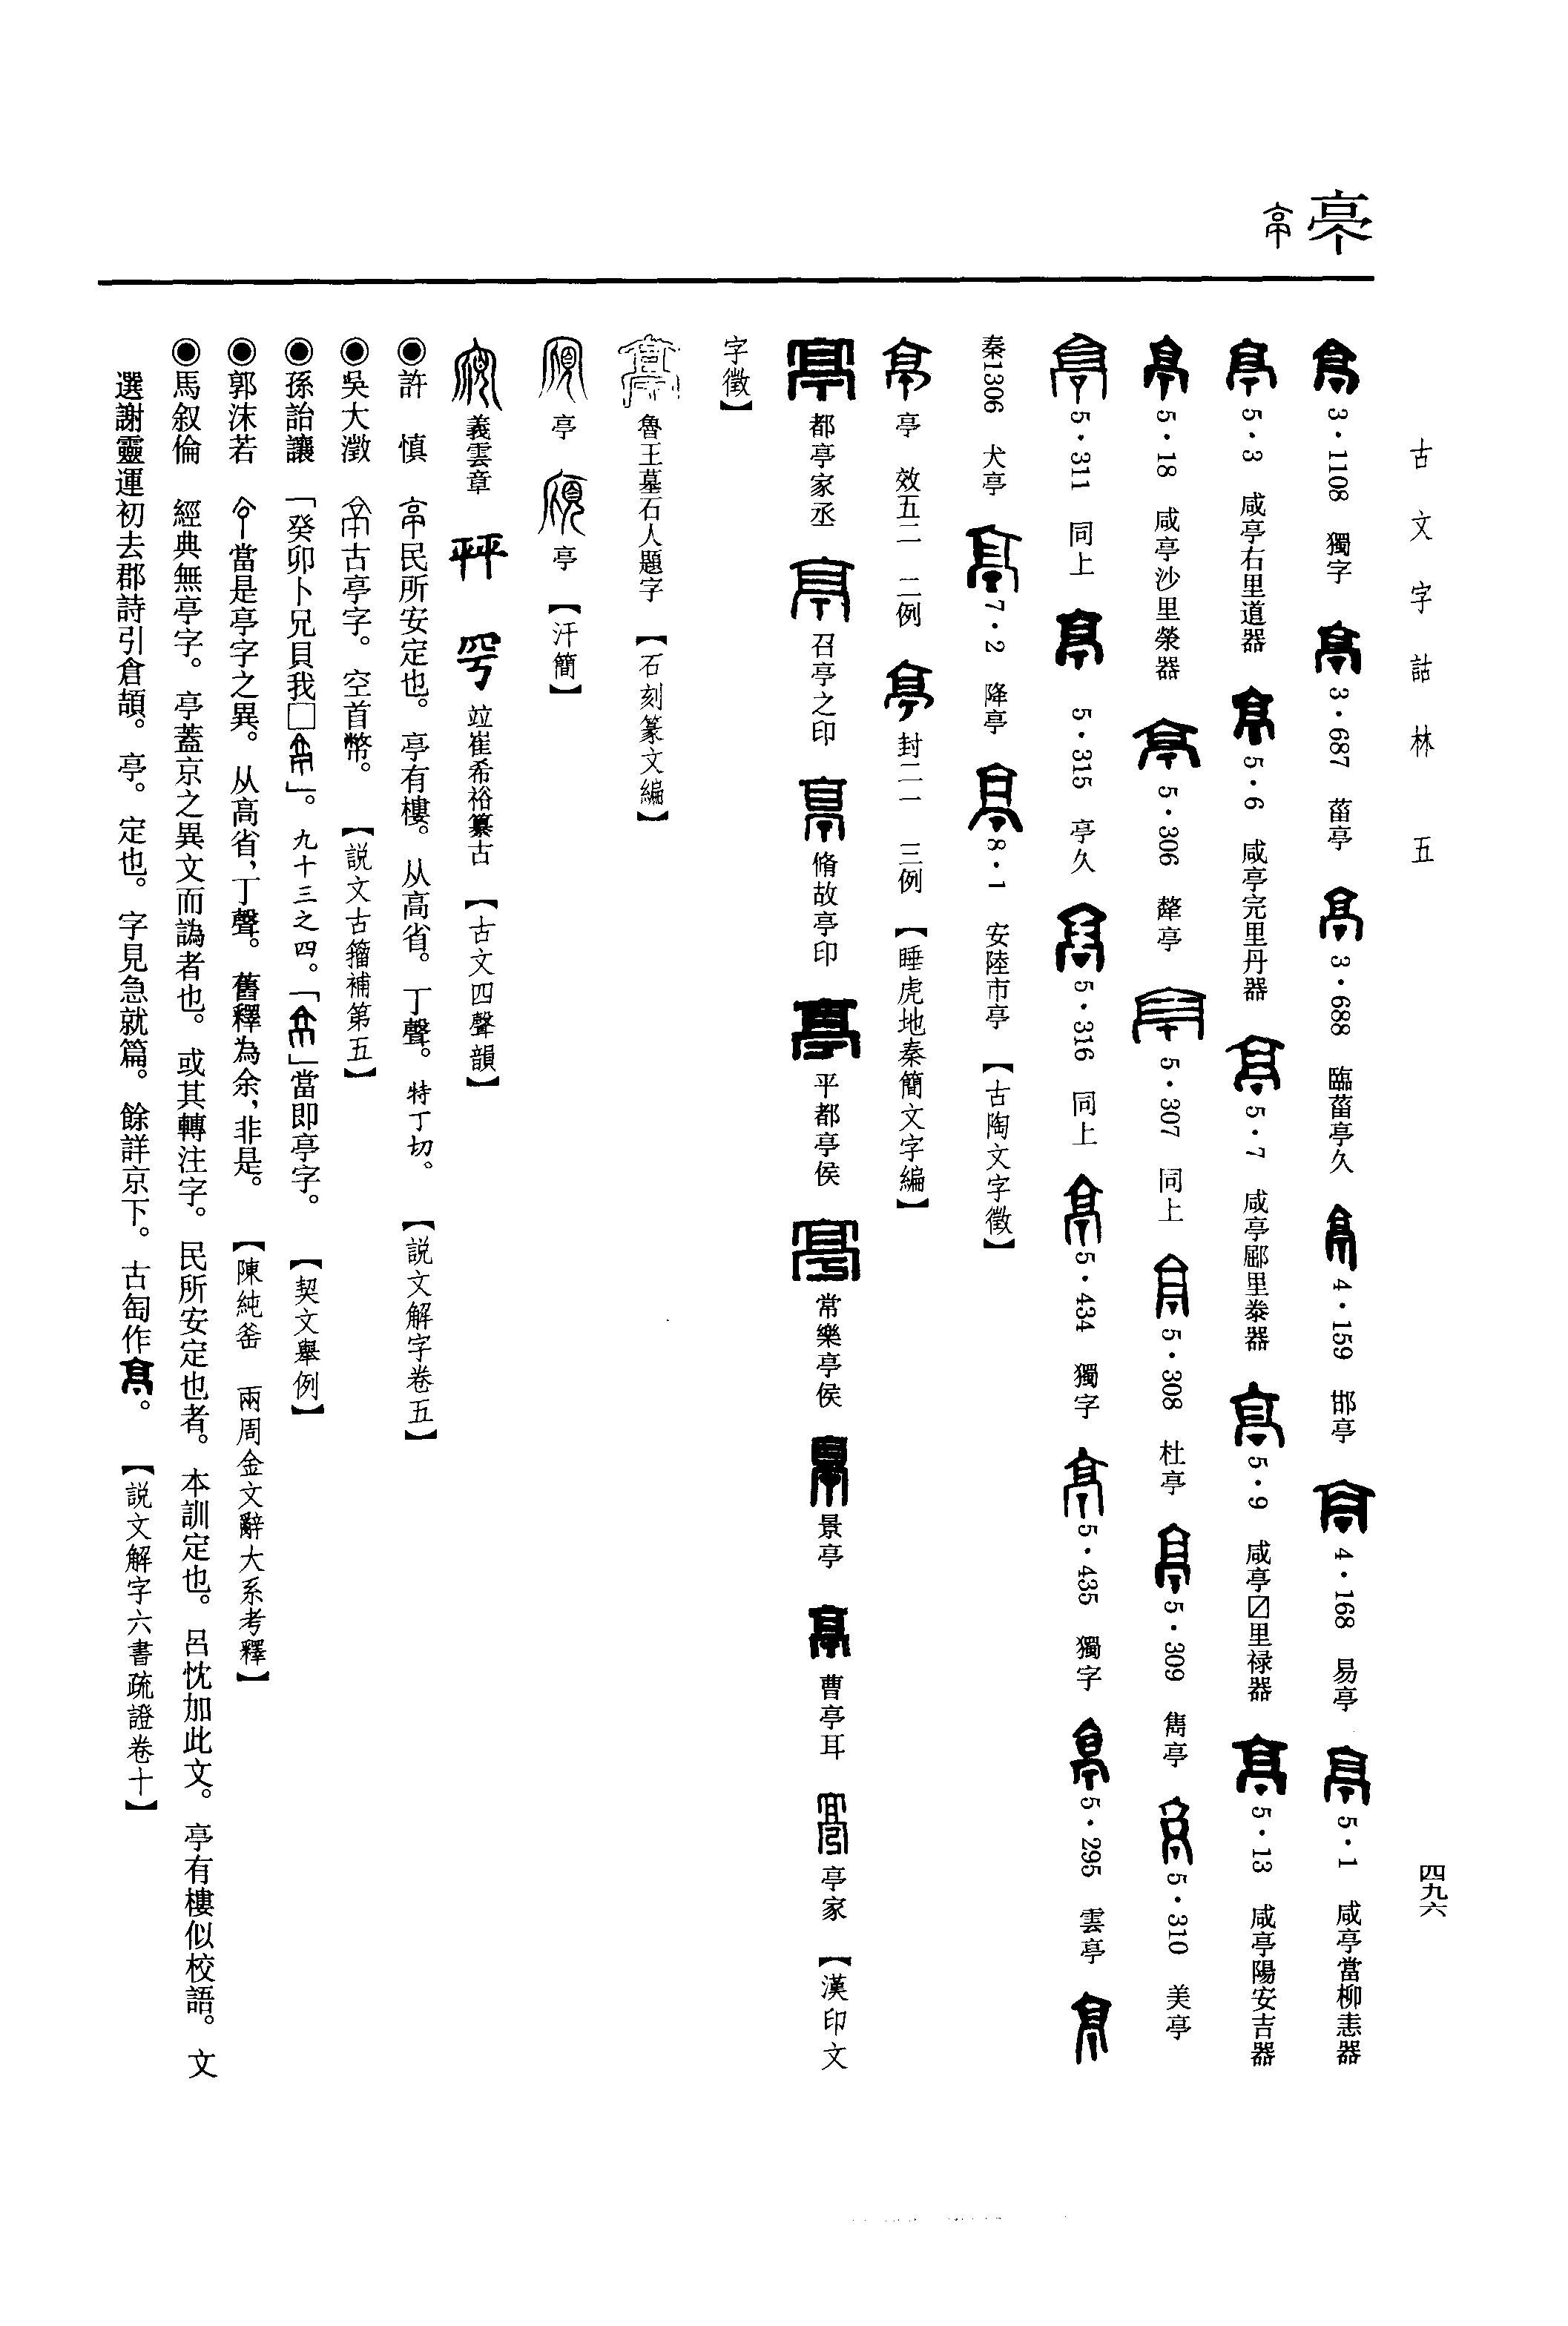 古文字詁林 五
四九六
亭
3·1108 獨字 3·687 菑亭 3·688 臨菑亭久 4·159 邯亭 4·168 易亭 5·1 咸亭當柳恚器
5·3 咸亭右里道器 5·6 咸亭完里丹器 5·7 咸亭郿里桼器 5·9 咸亭〼里禄器 5·13 咸亭陽安吉器
5·18 咸亭沙里滎器 5·306 犛亭 5·307 同上 5·308 杜亭 5·309 雋亭 5·310 美亭
5·311 同上 5·315 亭久 5·316 同上 5·434 獨字 5·435 獨字 5·295 雲亭
秦1306 犬亭 7·2 降亭 8·1 安陸市亭 【古陶文字徵】
亭 效五二 二例 封二一 三例 【睡虎地秦簡文字編】
都亭家丞 召亭之印 脩故亭印 平都亭侯 常樂亭侯 景亭 曹亭耳 亭家 【漢印文
字徵】
魯王墓石人題字 【石刻篆文編】
亭 亭 【汗簡】
義雲章 竝崔希裕纂古 【古文四聲韻】
◉許 慎 民所安定也。亭有樓。从高省。丁聲。特丁切。 【説文解字卷五】
◉吳大澂 古亭字。空首幣。 【説文古籀補第五】
◉孫詒讓 「癸卯卜兄貝我□」。九十三之四。「」當即亭字。 【契文舉例】
◉郭沫若 當是亭字之異。从高省，丁聲。舊釋為余，非是。 【陳純釜 兩周金文辭大系考釋】
◉馬叙倫 經典無亭字。亭蓋京之異文而譌者也。或其轉注字。民所安定也者。本訓定也。呂忱加此文。亭有樓似校語。文
選謝靈運初去郡詩引倉頡。亭。定也。字見急就篇。餘詳京下。古匋作。 【説文解字六書疏證卷十】